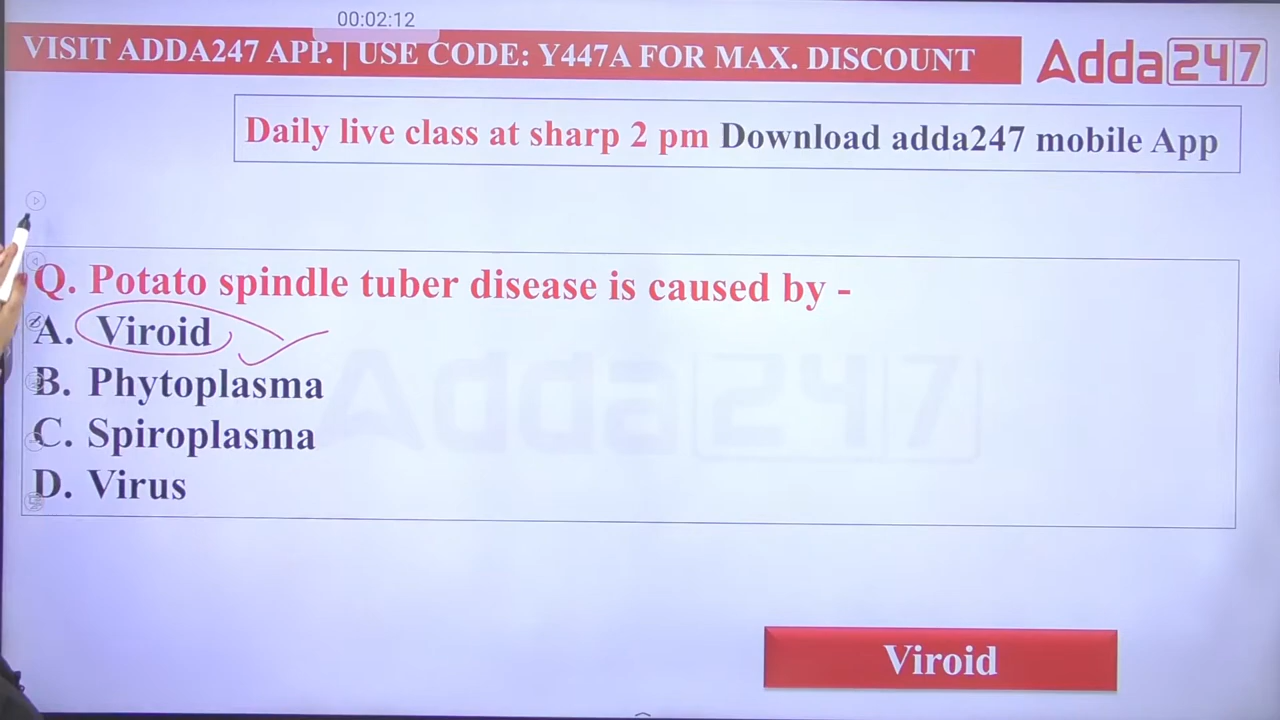 00:02:12
VISIT ADDA247 APP. | USE CODE: Y447A FOR MAX. DISCOUNT
Adda247
Daily live class at sharp 2 pm Download adda247 mobile App
Q. Potato spindle tuber disease is caused by -
A. Viroid
B. Phytoplasma
C. Spiroplasma
D. Virus
Adda247
Viroid